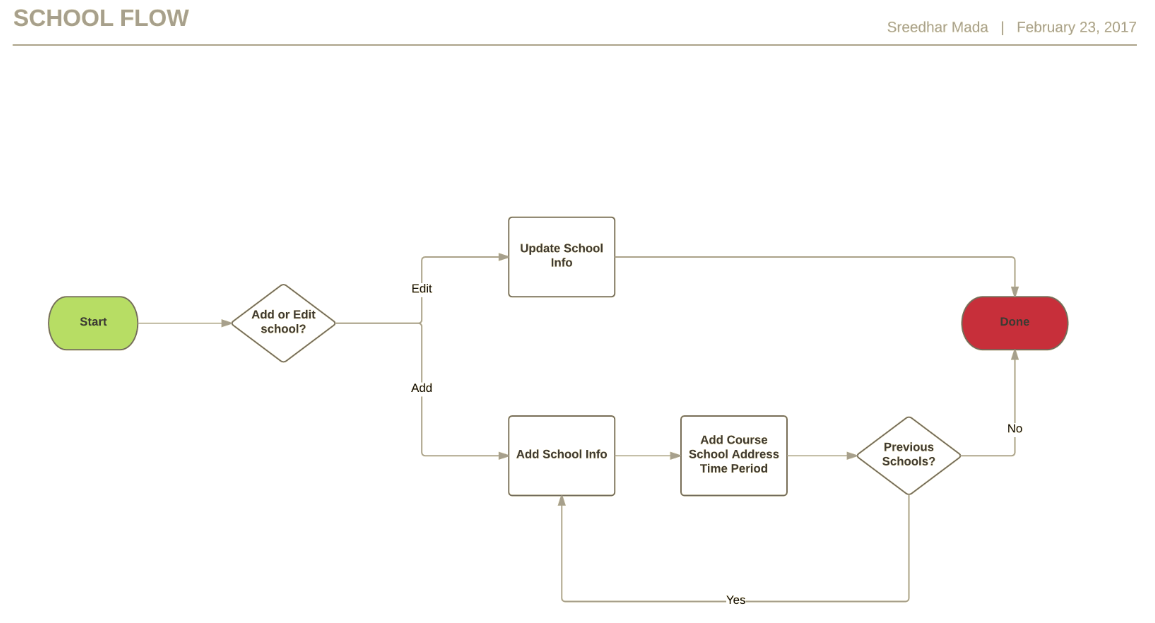 SCHOOL FLOW
Sreedhar Mada | February 23, 2017
Update School
Info
Edit
Start
Add or Edit
school?
Done
Add
Add School Info
Add Course
School Address
Time Period
Previous
Schools?
No
Yes